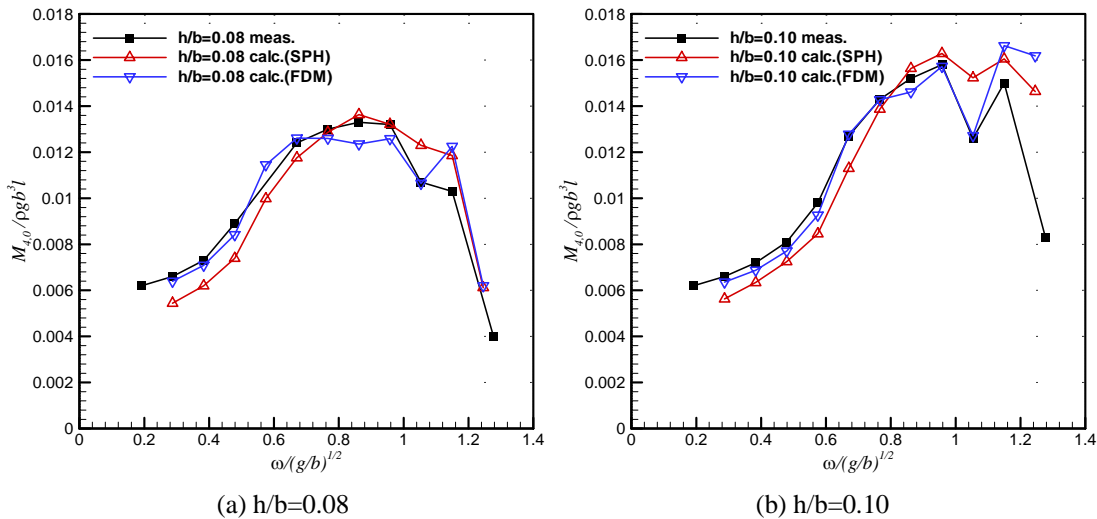 h/b=0.08 meas.
h/b=0.08 calc.(SPH)
h/b=0.08 calc.(FDM)
0.018
0.016
0.014
0.012
0.01
0.008
0.006
0.004
0.002
0
M₄,₀/ρgb³l
0 0.2 0.4 0.6 0.8 1 1.2 1.4
ω/(g/b)^1/2
(a) h/b=0.08
h/b=0.10 meas.
h/b=0.10 calc.(SPH)
h/b=0.10 calc.(FDM)
0.018
0.016
0.014
0.012
0.01
0.008
0.006
0.004
0.002
0
M₄,₀/ρgb³l
0 0.2 0.4 0.6 0.8 1 1.2 1.4
ω/(g/b)^1/2
(b) h/b=0.10